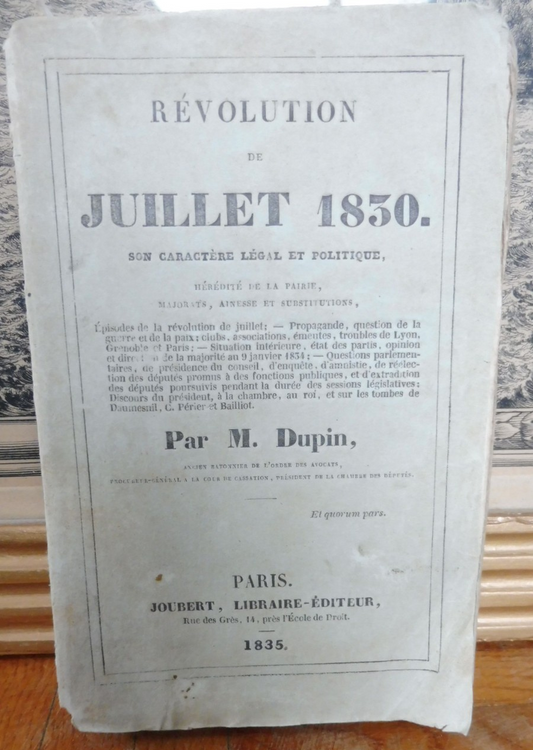 RÉVOLUTION
DE
JUILLET 1830.
SON CARACTÈRE LÉGAL ET POLITIQUE,
HÉRÉDITÉ DE LA PAIRIE,
MAJORATS, AINESSE ET SUBSTITUTIONS,
Épisodes de la révolution de juillet; — Propagande, question de la
guerre et de la paix; clubs, associations, émeutes, troubles de Lyon,
Grenoble et Paris; — Situation intérieure, état des partis, opinion
et direction de la majorité au 9 janvier 1834; — Questions parlemen-
taires, de présidence du conseil, d'enquête, d'amnistie, de réélec-
tion des députés promus à des fonctions publiques, et d'extradition
des députés poursuivis pendant la durée des sessions législatives;
Discours du président, à la chambre, au roi, et sur les tombes de
Daumesnil, C. Périer et Bailliot.
Par M. Dupin,
ANCIEN BATONNIER DE L'ORDRE DES AVOCATS,
PROCUREUR-GÉNÉRAL A LA COUR DE CASSATION, PRÉSIDENT DE LA CHAMBRE DES DÉPUTÉS.
Et quorum pars.
PARIS.
JOUBERT, LIBRAIRE-ÉDITEUR,
Rue des Grès, 14, près l'École de Droit.
1835.